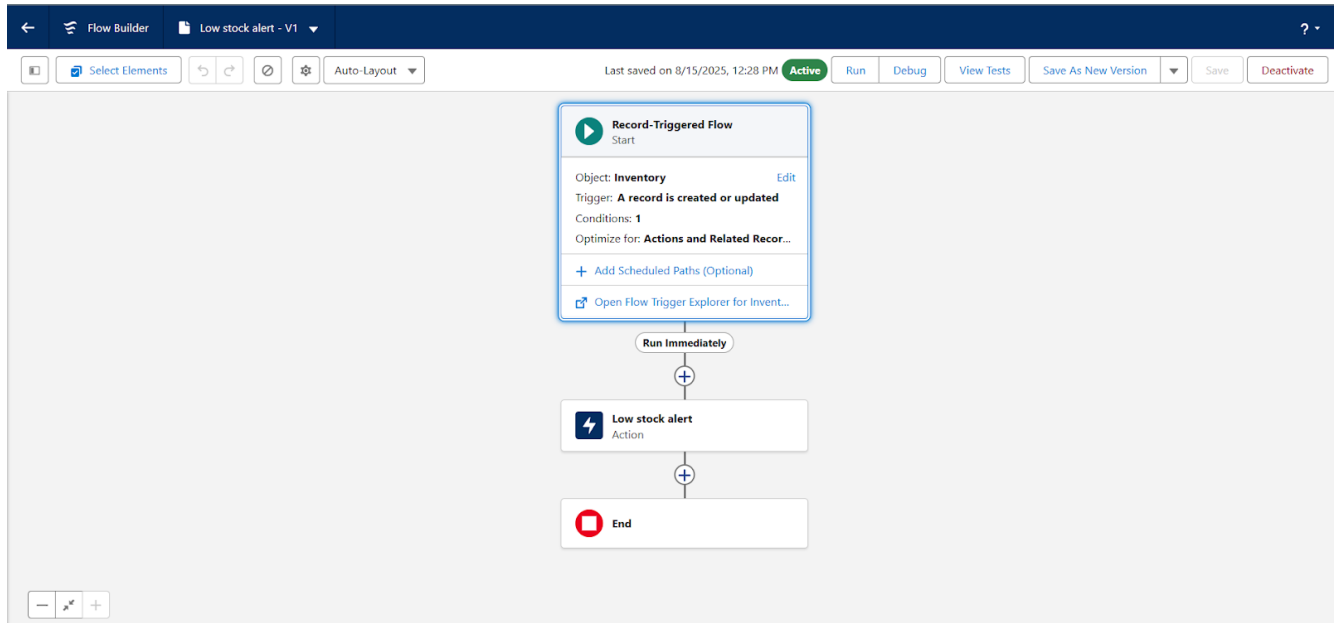 Flow Builder
Low stock alert - V1
?
Select Elements
Auto-Layout
Last saved on 8/15/2025, 12:28 PM
Active
Run
Debug
View Tests
Save As New Version
Save
Deactivate
Record-Triggered Flow
Start
Object: Inventory
Edit
Trigger: A record is created or updated
Conditions: 1
Optimize for: Actions and Related Recor...
+ Add Scheduled Paths (Optional)
Open Flow Trigger Explorer for Invent...
Run Immediately
Low stock alert
Action
End